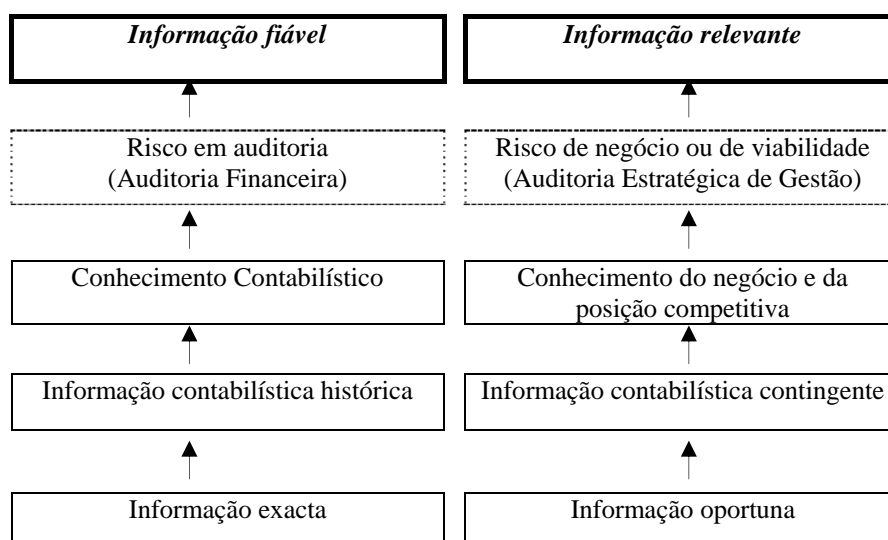 Informação fiável
Informação relevante
Risco em auditoria
(Auditoria Financeira)
Risco de negócio ou de viabilidade
(Auditoria Estratégica de Gestão)
Conhecimento Contabilístico
Conhecimento do negócio e da
posição competitiva
Informação contabilística histórica
Informação contabilística contingente
Informação exacta
Informação oportuna